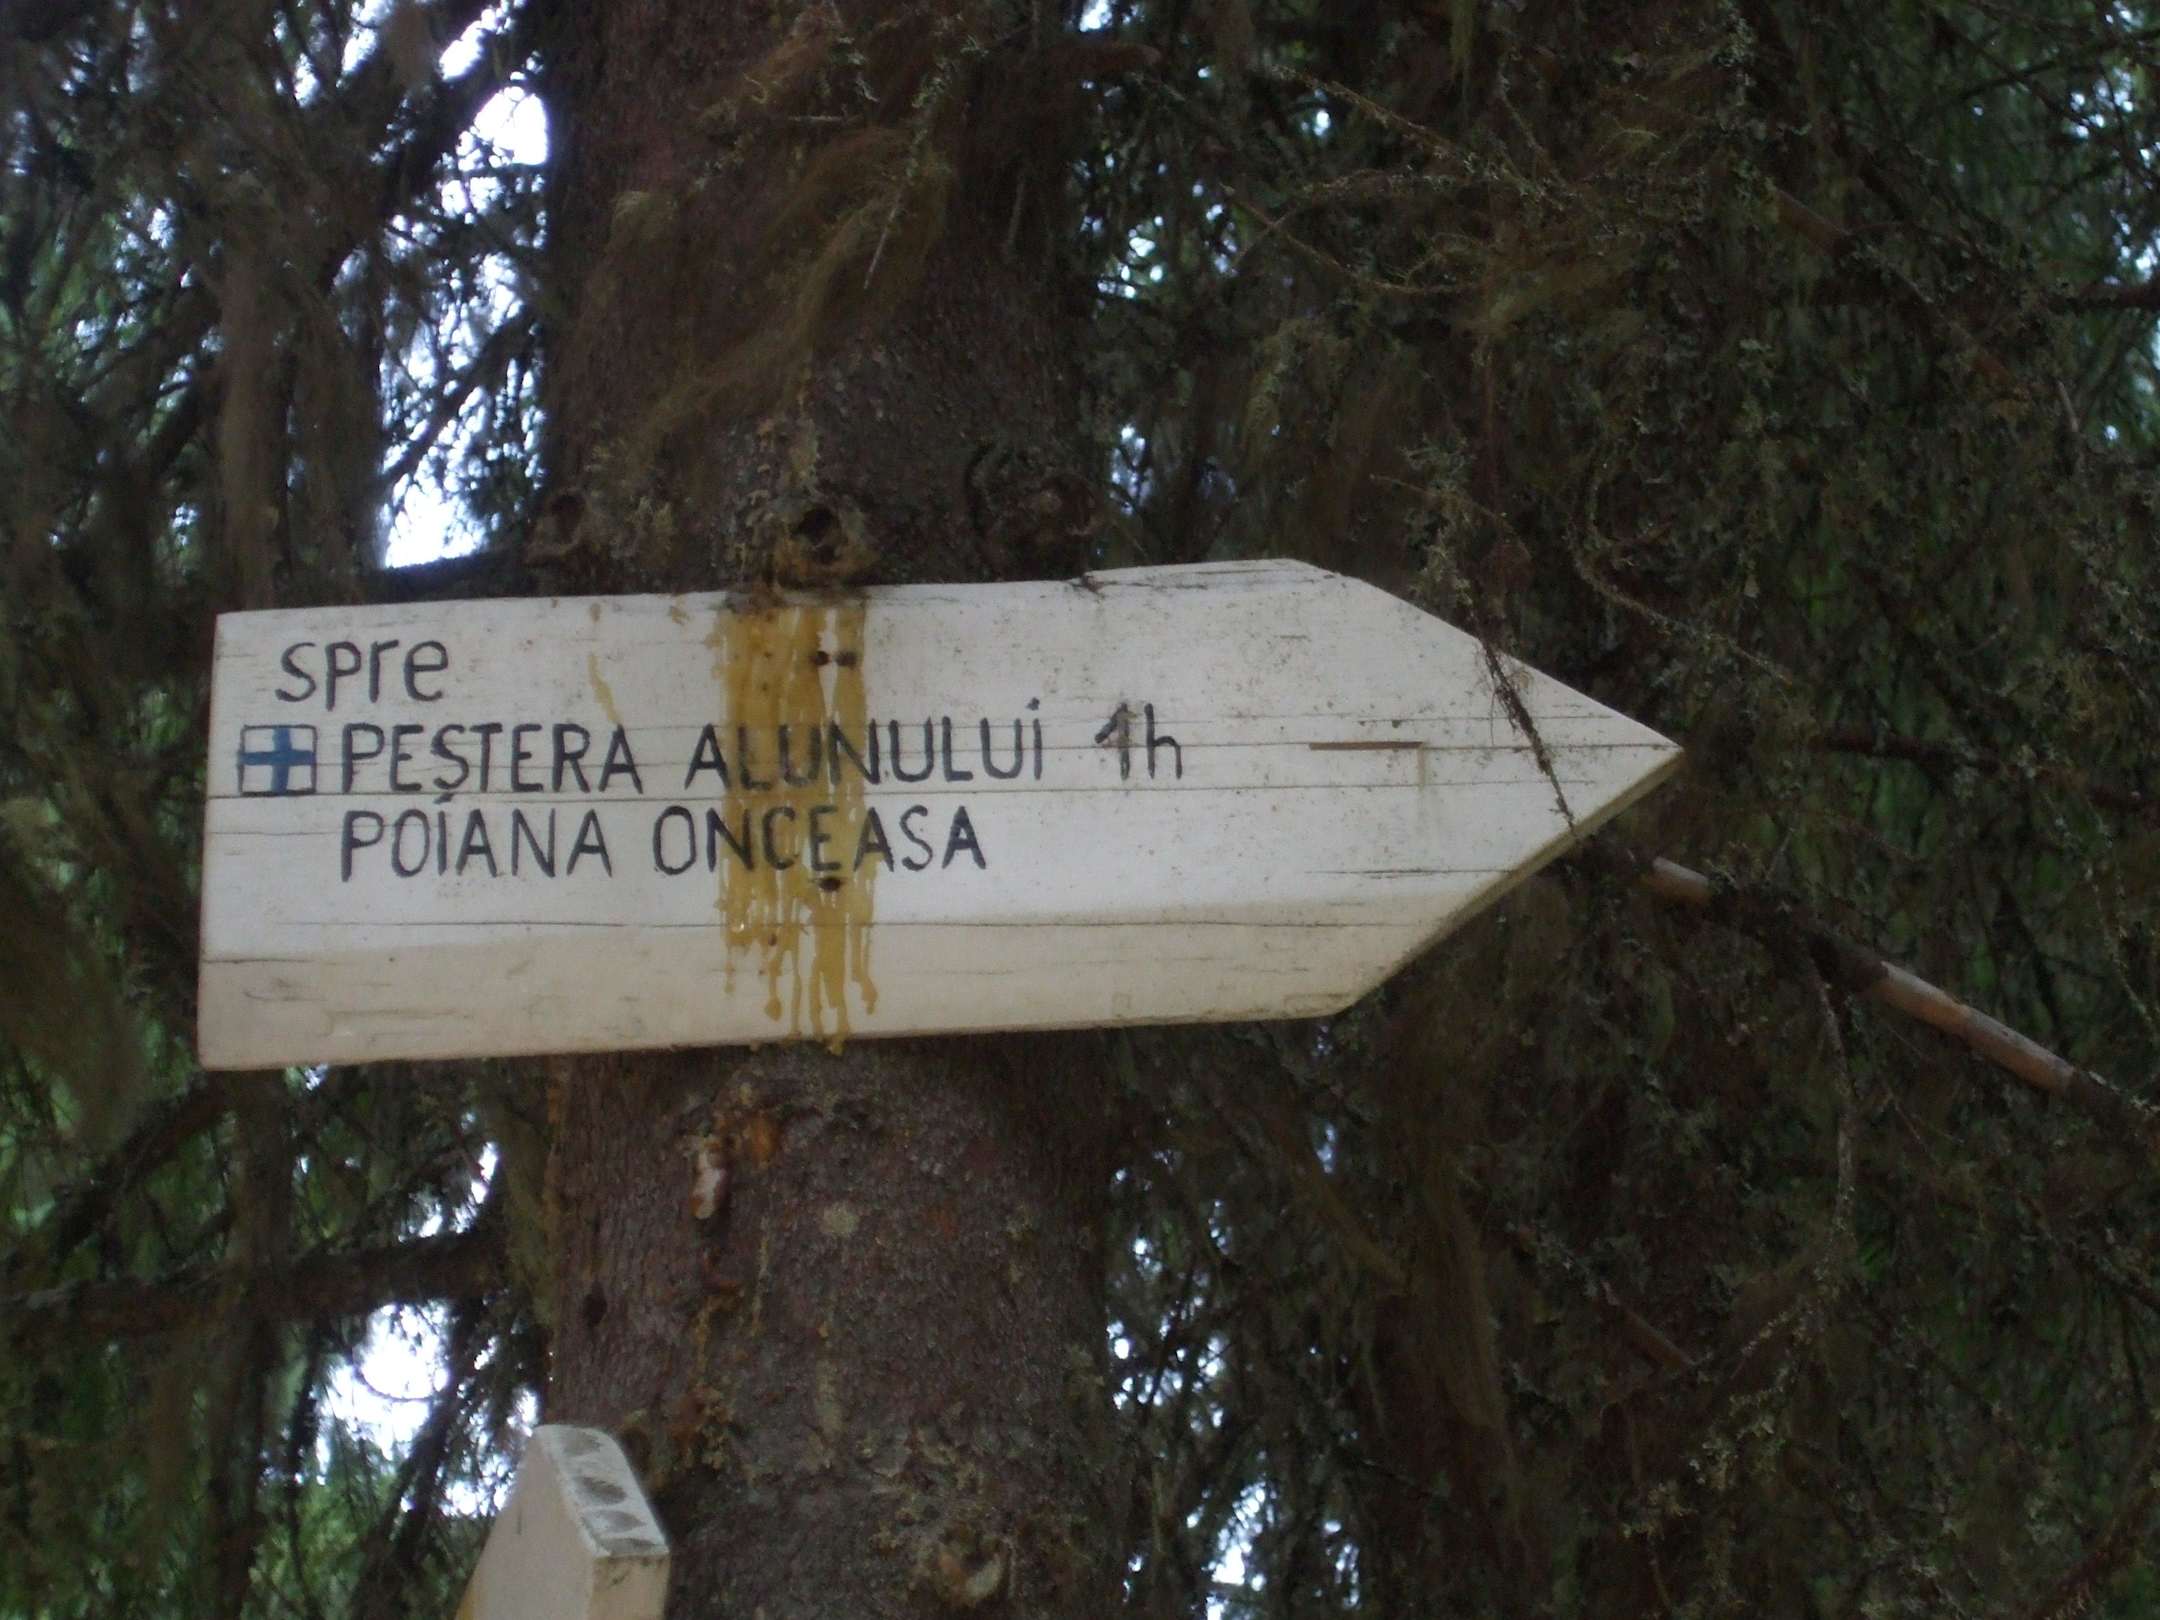 spre
PEȘTERA ALUNULUi 1h
POiANA ONCEASA